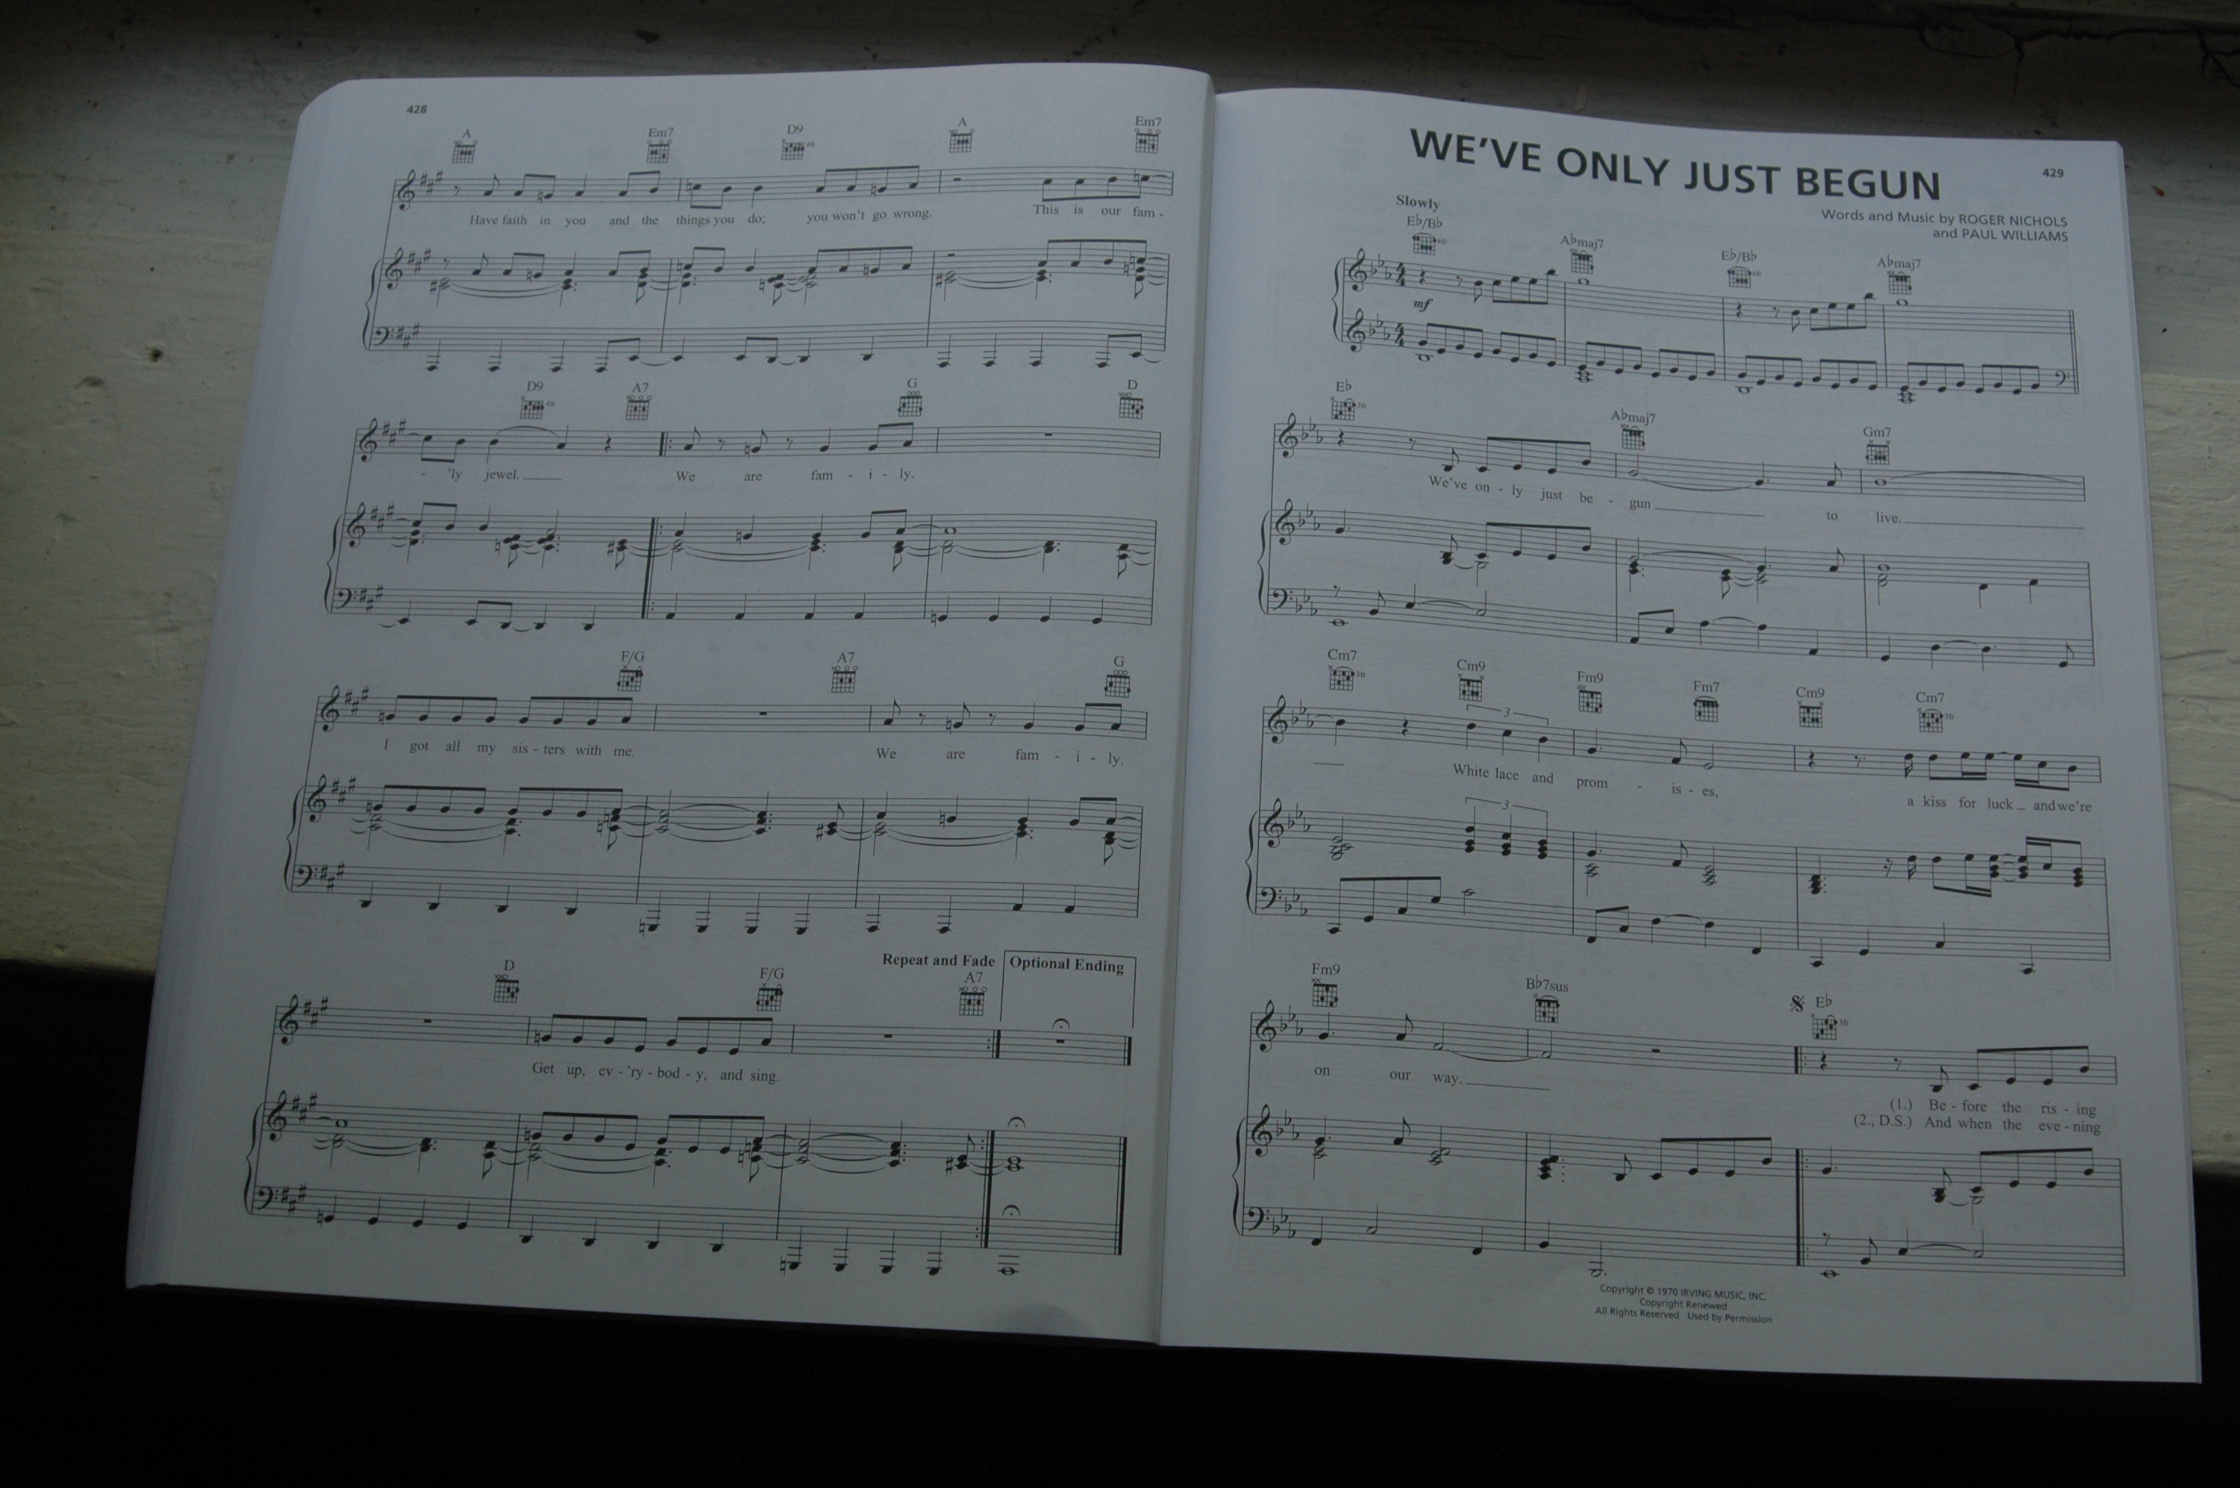 428
A Em7 D9 A Em7
Have faith in you and the things you do; you won't go wrong. This is our fam -
D9 A7 G D
- 'ly jewel. We are fam - i - ly.
F/G A7 G
I got all my sis - ters with me. We are fam - i - ly.
Repeat and Fade Optional Ending
D F/G A7
Get up, ev - 'ry - bod - y, and sing.
WE'VE ONLY JUST BEGUN
429
Words and Music by ROGER NICHOLS
and PAUL WILLIAMS
Slowly
E♭/B♭ A♭maj7 E♭/B♭ A♭maj7
mf
E♭ A♭maj7 Gm7
We've on - ly just be - gun to live.
Cm7 Cm9 Fm9 Fm7 Cm9 Cm7
3
White lace and prom - is - es, a kiss for luck and we're
3
Fm9 B♭7sus E♭
on our way. (1.) Be - fore the ris - ing
(2., D.S.) And when the eve - ning
Copyright © 1970 IRVING MUSIC, INC.
Copyright Renewed
All Rights Reserved Used by Permission